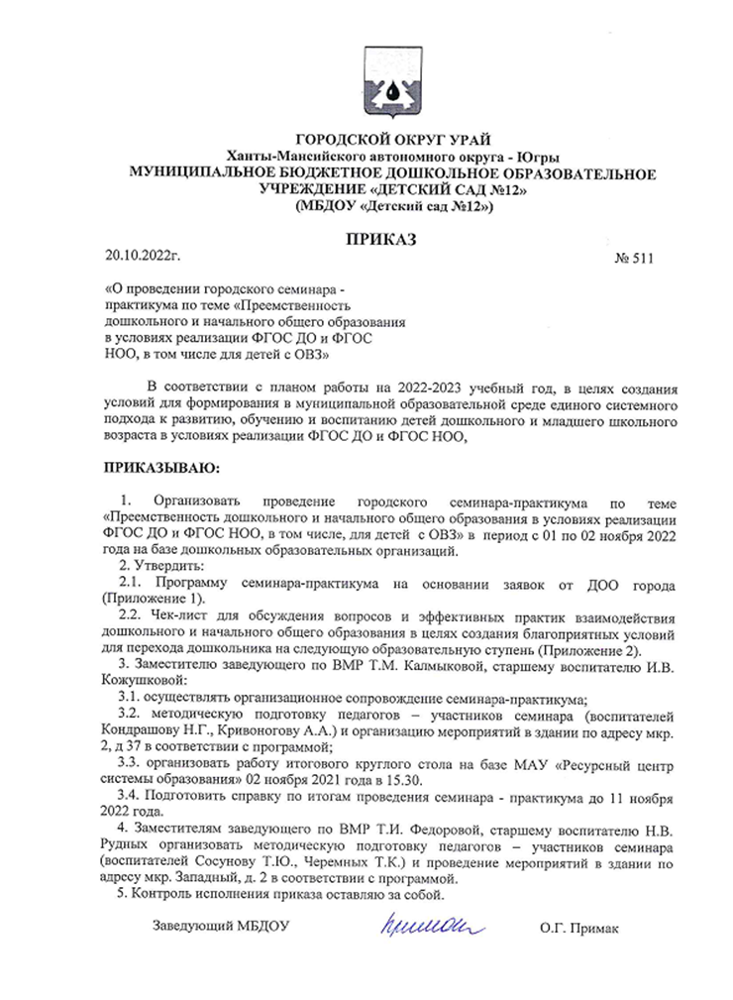 ГОРОДСКОЙ ОКРУГ УРАЙ
Ханты-Мансийского автономного округа - Югры
МУНИЦИПАЛЬНОЕ БЮДЖЕТНОЕ ДОШКОЛЬНОЕ ОБРАЗОВАТЕЛЬНОЕ
УЧРЕЖДЕНИЕ «ДЕТСКИЙ САД №12»
(МБДОУ «Детский сад №12»)
ПРИКАЗ
20.10.2022г. № 511
«О проведении городского семинара -
практикума по теме «Преемственность
дошкольного и начального общего образования
в условиях реализации ФГОС ДО и ФГОС
НОО, в том числе для детей с ОВЗ»
В соответствии с планом работы на 2022-2023 учебный год, в целях создания
условий для формирования в муниципальной образовательной среде единого системного
подхода к развитию, обучению и воспитанию детей дошкольного и младшего школьного
возраста в условиях реализации ФГОС ДО и ФГОС НОО,
ПРИКАЗЫВАЮ:
1. Организовать проведение городского семинара-практикума по теме
«Преемственность дошкольного и начального общего образования в условиях реализации
ФГОС ДО и ФГОС НОО, в том числе, для детей с ОВЗ» в период с 01 по 02 ноября 2022
года на базе дошкольных образовательных организаций.
2. Утвердить:
2.1. Программу семинара-практикума на основании заявок от ДОО города
(Приложение 1).
2.2. Чек-лист для обсуждения вопросов и эффективных практик взаимодействия
дошкольного и начального общего образования в целях создания благоприятных условий
для перехода дошкольника на следующую образовательную ступень (Приложение 2).
3. Заместителю заведующего по ВМР Т.М. Калмыковой, старшему воспитателю И.В.
Кожушковой:
3.1. осуществлять организационное сопровождение семинара-практикума;
3.2. методическую подготовку педагогов – участников семинара (воспитателей
Кондрашову Н.Г., Кривоногову А.А.) и организацию мероприятий в здании по адресу мкр.
2, д 37 в соответствии с программой;
3.3. организовать работу итогового круглого стола на базе МАУ «Ресурсный центр
системы образования» 02 ноября 2021 года в 15.30.
3.4. Подготовить справку по итогам проведения семинара - практикума до 11 ноября
2022 года.
4. Заместителям заведующего по ВМР Т.И. Федоровой, старшему воспитателю Н.В.
Рудных организовать методическую подготовку педагогов – участников семинара
(воспитателей Сосунову Т.Ю., Черемных Т.К.) и проведение мероприятий в здании по
адресу мкр. Западный, д. 2 в соответствии с программой.
5. Контроль исполнения приказа оставляю за собой.
Заведующий МБДОУ О.Г. Примак